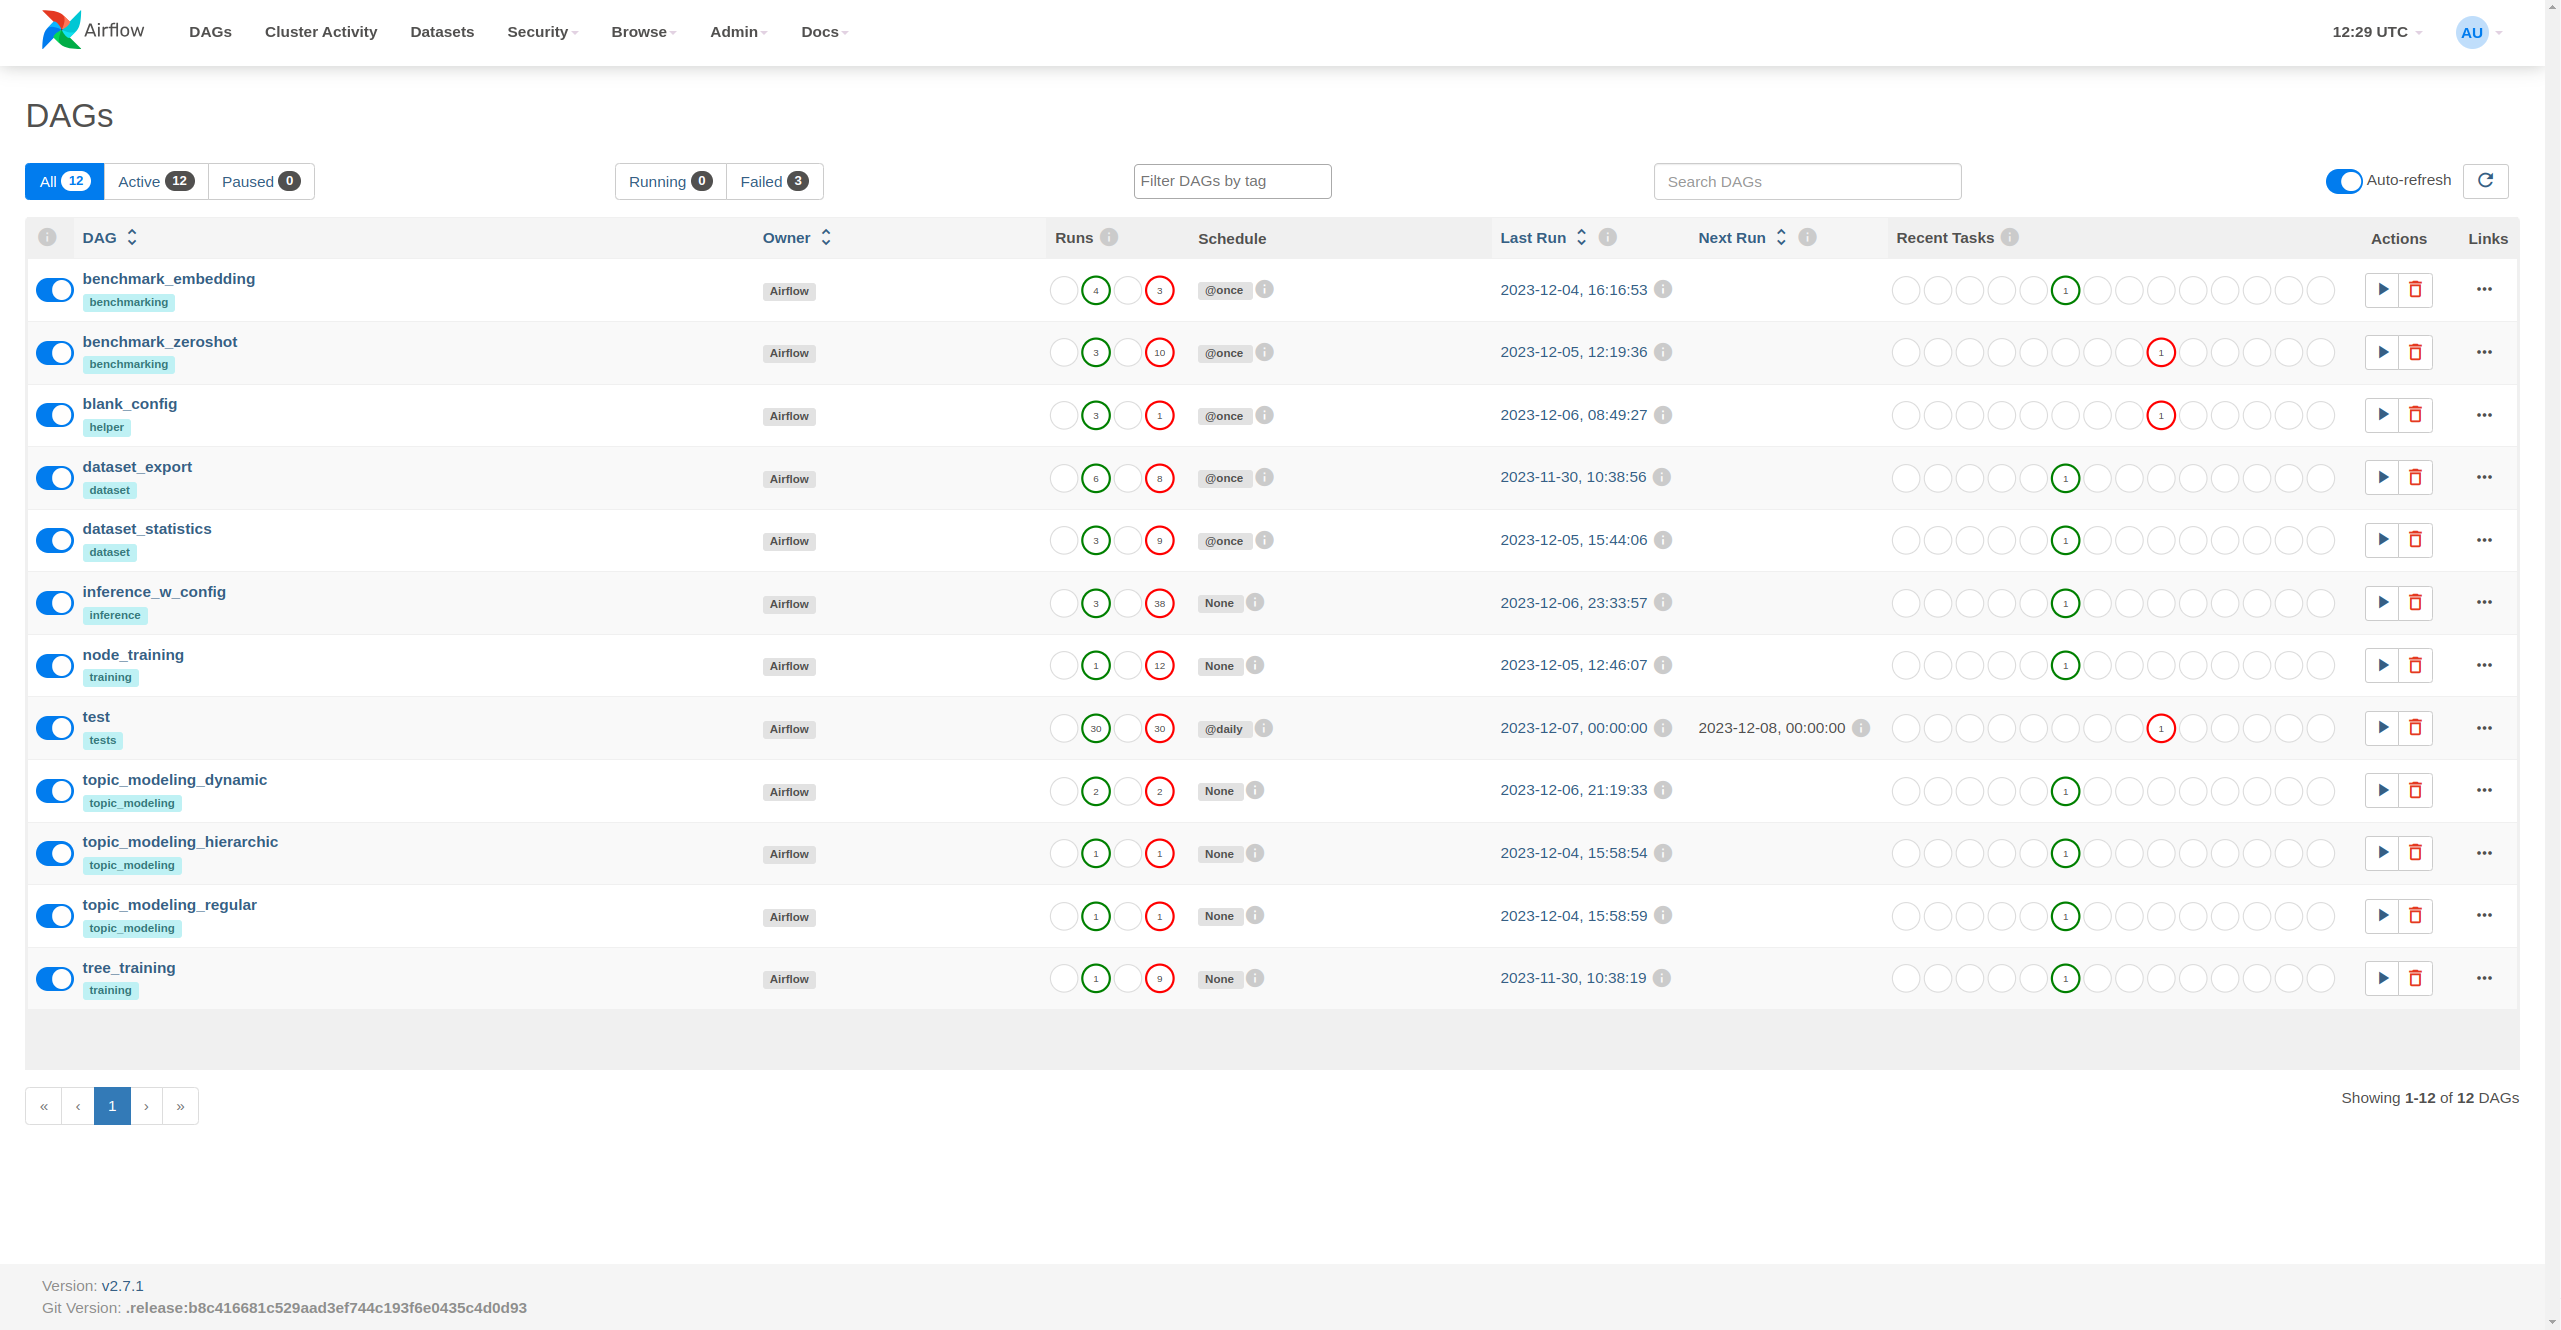 Airflow DAGs Cluster Activity Datasets Security Browse Admin Docs 12:29 UTC AU
DAGs
All 12 Active 12 Paused 0 Running 0 Failed 3 Filter DAGs by tag Search DAGs Auto-refresh
DAG Owner Runs Schedule Last Run Next Run Recent Tasks Actions Links
benchmark_embedding
benchmarking Airflow 4 3 @once 2023-12-04, 16:16:53 1
benchmark_zeroshot
benchmarking Airflow 3 10 @once 2023-12-05, 12:19:36 1
blank_config
helper Airflow 3 1 @once 2023-12-06, 08:49:27 1
dataset_export
dataset Airflow 6 8 @once 2023-11-30, 10:38:56 1
dataset_statistics
dataset Airflow 3 9 @once 2023-12-05, 15:44:06 1
inference_w_config
inference Airflow 3 38 None 2023-12-06, 23:33:57 1
node_training
training Airflow 1 12 None 2023-12-05, 12:46:07 1
test
tests Airflow 30 30 @daily 2023-12-07, 00:00:00 2023-12-08, 00:00:00 1
topic_modeling_dynamic
topic_modeling Airflow 2 2 None 2023-12-06, 21:19:33 1
topic_modeling_hierarchic
topic_modeling Airflow 1 1 None 2023-12-04, 15:58:54 1
topic_modeling_regular
topic_modeling Airflow 1 1 None 2023-12-04, 15:58:59 1
tree_training
training Airflow 1 9 None 2023-11-30, 10:38:19 1
« ‹ 1 › » Showing 1-12 of 12 DAGs
Version: v2.7.1
Git Version: .release:b8c416681c529aad3ef744c193f6e0435c4d0d93